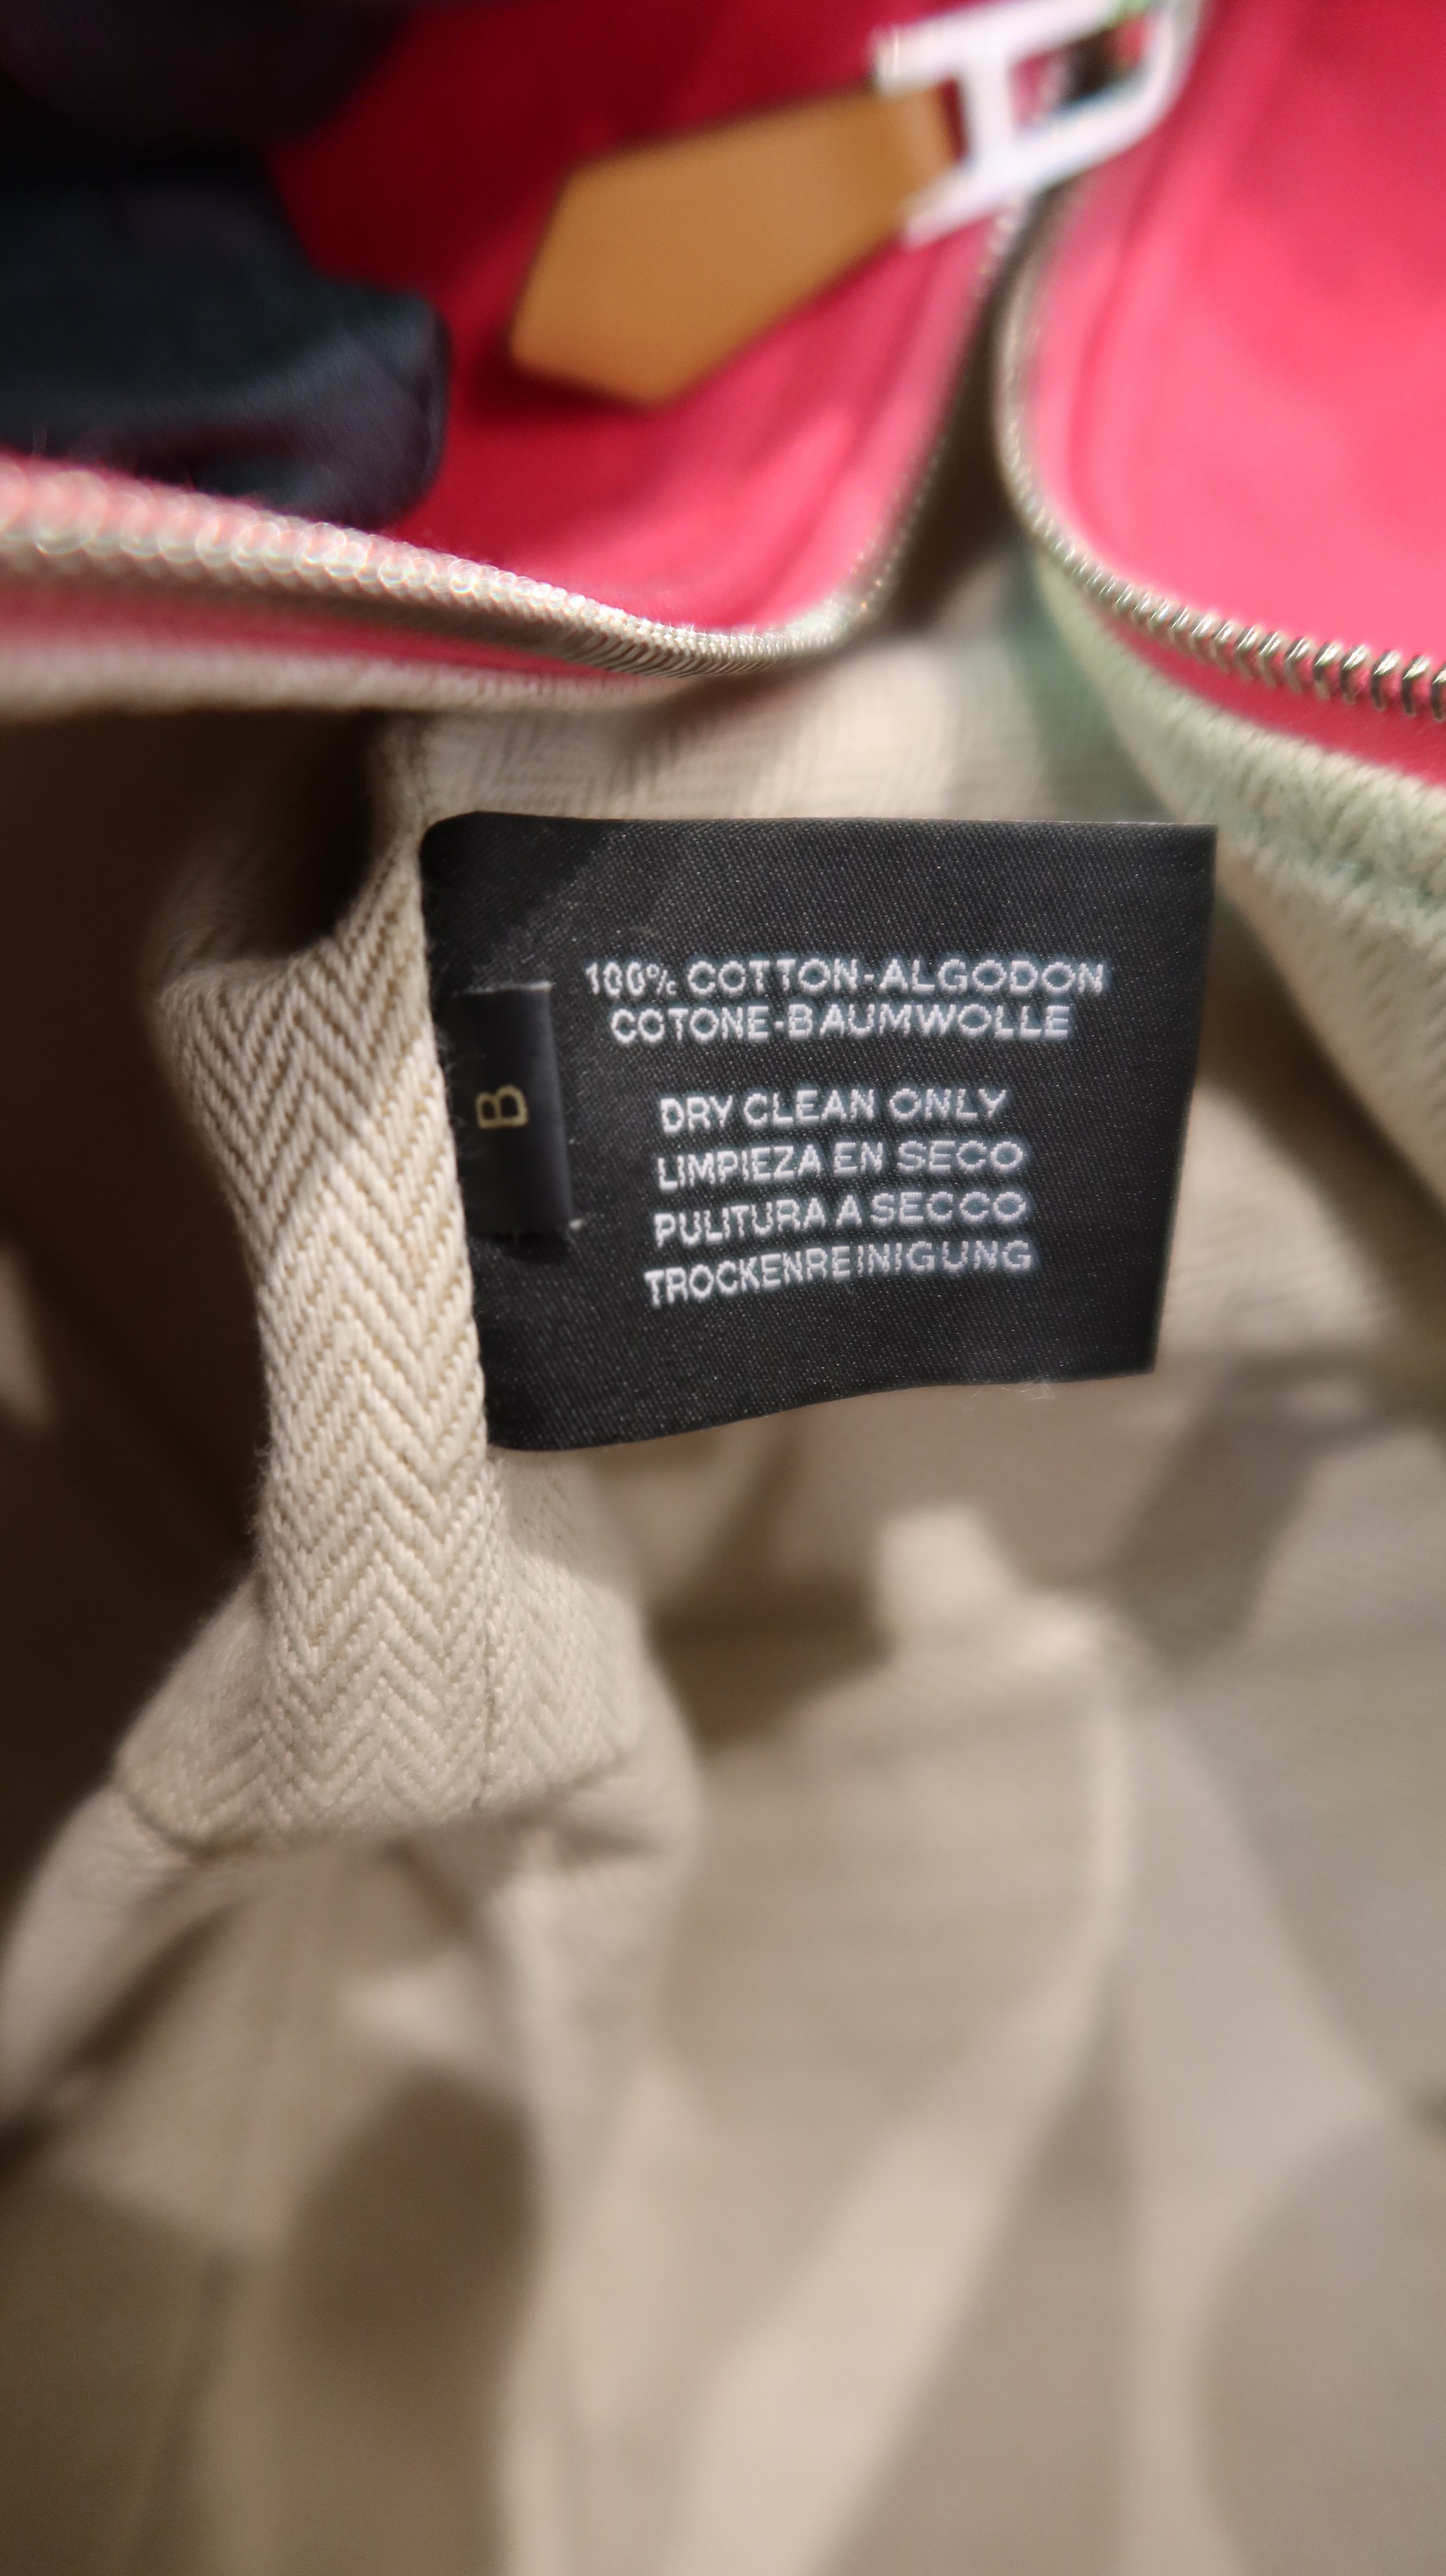 100% COTTON-ALGODON
COTONE-BAUMWOLLE
DRY CLEAN ONLY
LIMPIEZA EN SECO
PULITURA A SECCO
TROCKENREINIGUNG
B